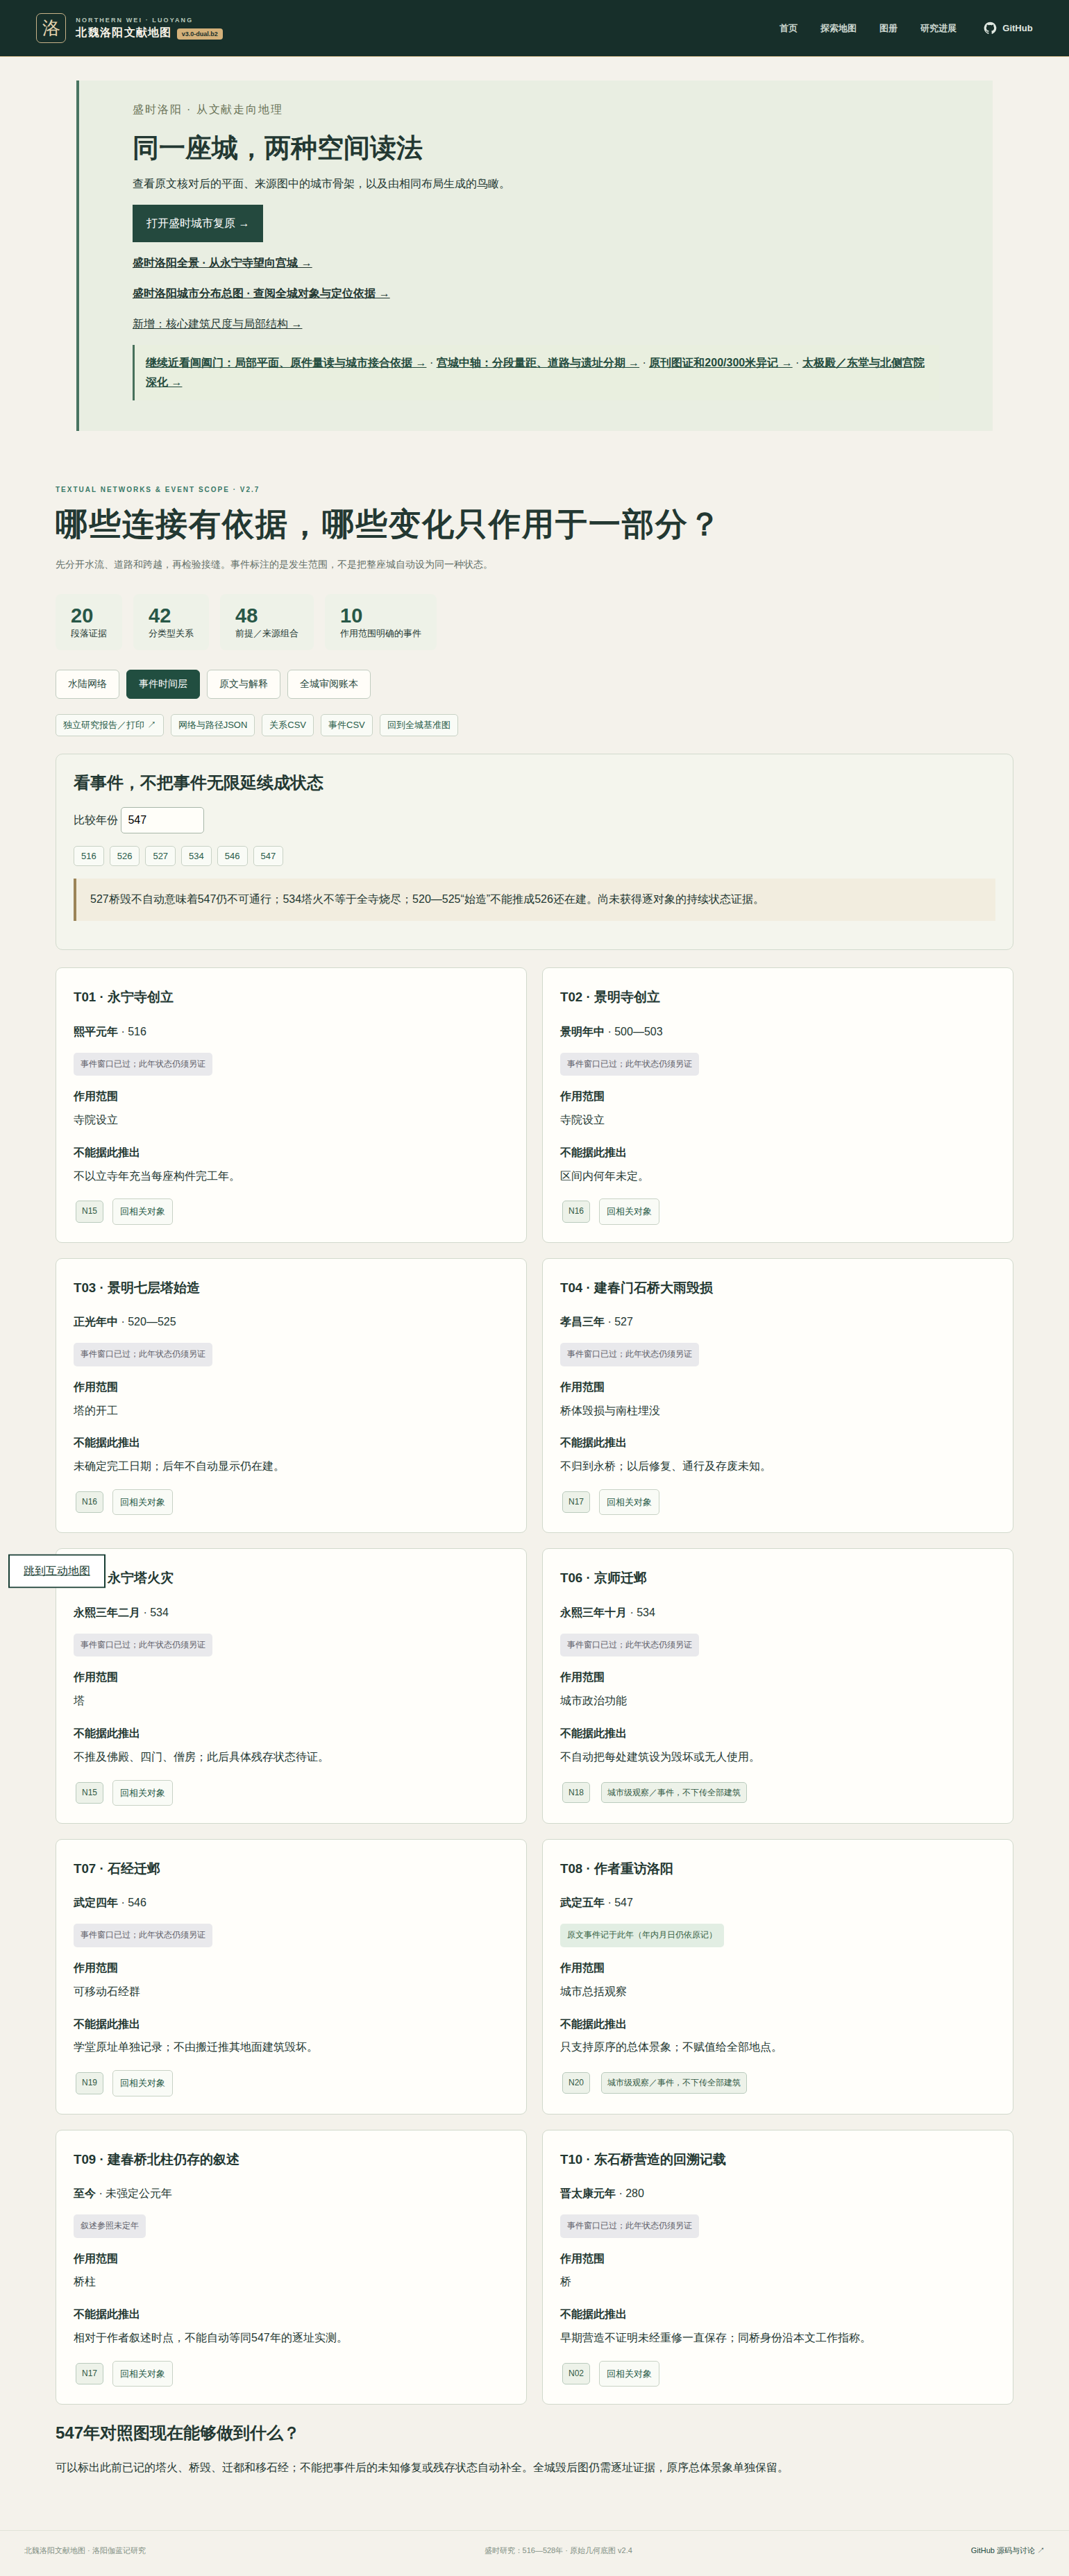 洛
NORTHERN WEI · LUOYANG
北魏洛阳文献地图 v3.0-dual.b2
首页 探索地图 图册 研究进展 GitHub
盛时洛阳 · 从文献走向地理
同一座城，两种空间读法
查看原文核对后的平面、来源图中的城市骨架，以及由相同布局生成的鸟瞰。
打开盛时城市复原 →
盛时洛阳全景 · 从永宁寺望向宫城 →
盛时洛阳城市分布总图 · 查阅全城对象与定位依据 →
新增：核心建筑尺度与局部结构 →
继续近看阊阖门：局部平面、原件量读与城市接合依据 → · 宫城中轴：分段量距、道路与遗址分期 → · 原刊图证和200/300米异记 → · 太极殿／东堂与北侧宫院
深化 →
TEXTUAL NETWORKS & EVENT SCOPE · V2.7
哪些连接有依据，哪些变化只作用于一部分？
先分开水流、道路和跨越，再检验接缝。事件标注的是发生范围，不是把整座城自动设为同一种状态。
20 42 48 10
段落证据 分类型关系 前提／来源组合 作用范围明确的事件
水陆网络 事件时间层 原文与解释 全城审阅账本
独立研究报告／打印 ↗ 网络与路径JSON 关系CSV 事件CSV 回到全城基准图
看事件，不把事件无限延续成状态
比较年份 547
516 526 527 534 546 547
527桥毁不自动意味着547仍不可通行；534塔火不等于全寺烧尽；520—525“始造”不能推成526还在建。尚未获得逐对象的持续状态证据。
T01 · 永宁寺创立
熙平元年 · 516
事件窗口已过；此年状态仍须另证
作用范围
寺院设立
不能据此推出
不以立寺年充当每座构件完工年。
N15 回相关对象
T02 · 景明寺创立
景明年中 · 500—503
事件窗口已过；此年状态仍须另证
作用范围
寺院设立
不能据此推出
区间内何年未定。
N16 回相关对象
T03 · 景明七层塔始造
正光年中 · 520—525
事件窗口已过；此年状态仍须另证
作用范围
塔的开工
不能据此推出
未确定完工日期；后年不自动显示仍在建。
N16 回相关对象
T04 · 建春门石桥大雨毁损
孝昌三年 · 527
事件窗口已过；此年状态仍须另证
作用范围
桥体毁损与南柱埋没
不能据此推出
不归到永桥；以后修复、通行及存废未知。
N17 回相关对象
跳到互动地图
永宁塔火灾
永熙三年二月 · 534
事件窗口已过；此年状态仍须另证
作用范围
塔
不能据此推出
不推及佛殿、四门、僧房；此后具体残存状态待证。
N15 回相关对象
T06 · 京师迁邺
永熙三年十月 · 534
事件窗口已过；此年状态仍须另证
作用范围
城市政治功能
不能据此推出
不自动把每处建筑设为毁坏或无人使用。
N18 城市级观察／事件，不下传全部建筑
T07 · 石经迁邺
武定四年 · 546
事件窗口已过；此年状态仍须另证
作用范围
可移动石经群
不能据此推出
学堂原址单独记录；不由搬迁推其地面建筑毁坏。
N19 回相关对象
T08 · 作者重访洛阳
武定五年 · 547
原文事件记于此年（年内月日仍依原记）
作用范围
城市总括观察
不能据此推出
只支持原序的总体景象；不赋值给全部地点。
N20 城市级观察／事件，不下传全部建筑
T09 · 建春桥北柱仍存的叙述
至今 · 未强定公元年
叙述参照未定年
作用范围
桥柱
不能据此推出
相对于作者叙述时点，不能自动等同547年的逐址实测。
N17 回相关对象
T10 · 东石桥营造的回溯记载
晋太康元年 · 280
事件窗口已过；此年状态仍须另证
作用范围
桥
不能据此推出
早期营造不证明未经重修一直保存；同桥身份沿本文工作指称。
N02 回相关对象
547年对照图现在能够做到什么？
可以标出此前已记的塔火、桥毁、迁都和移石经；不能把事件后的未知修复或残存状态自动补全。全城毁后图仍需逐址证据，原序总体景象单独保留。
北魏洛阳文献地图 · 洛阳伽蓝记研究 盛时研究：516—528年 · 原始几何底图 v2.4 GitHub 源码与讨论 ↗